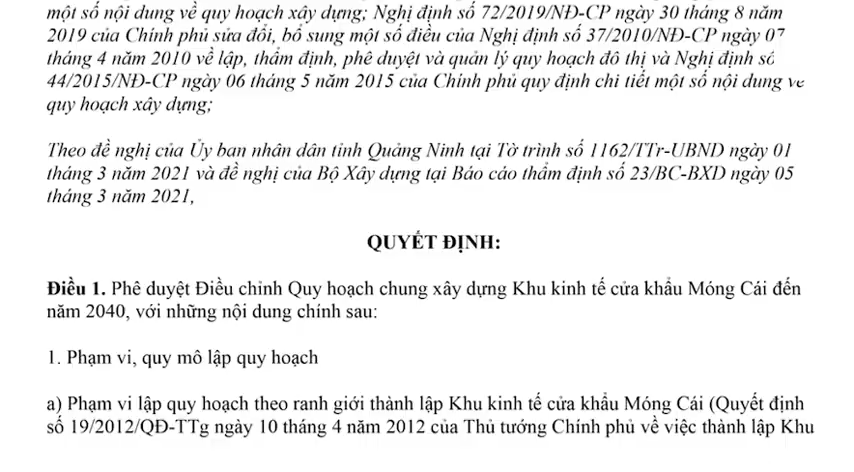 một số nội dung về quy hoạch xây dựng; Nghị định số 72/2019/NĐ-CP ngày 30 tháng 8 năm
2019 của Chính phủ sửa đổi, bổ sung một số điều của Nghị định số 37/2010/NĐ-CP ngày 07
tháng 4 năm 2010 về lập, thẩm định, phê duyệt và quản lý quy hoạch đô thị và Nghị định số
44/2015/NĐ-CP ngày 06 tháng 5 năm 2015 của Chính phủ quy định chi tiết một số nội dung về
quy hoạch xây dựng;
Theo đề nghị của Ủy ban nhân dân tỉnh Quảng Ninh tại Tờ trình số 1162/TTr-UBND ngày 01
tháng 3 năm 2021 và đề nghị của Bộ Xây dựng tại Báo cáo thẩm định số 23/BC-BXD ngày 05
tháng 3 năm 2021,
QUYẾT ĐỊNH:
Điều 1. Phê duyệt Điều chỉnh Quy hoạch chung xây dựng Khu kinh tế cửa khẩu Móng Cái đến
năm 2040, với những nội dung chính sau:
1. Phạm vi, quy mô lập quy hoạch
a) Phạm vi lập quy hoạch theo ranh giới thành lập Khu kinh tế cửa khẩu Móng Cái (Quyết định
số 19/2012/QĐ-TTg ngày 10 tháng 4 năm 2012 của Thủ tướng Chính phủ về việc thành lập Khu